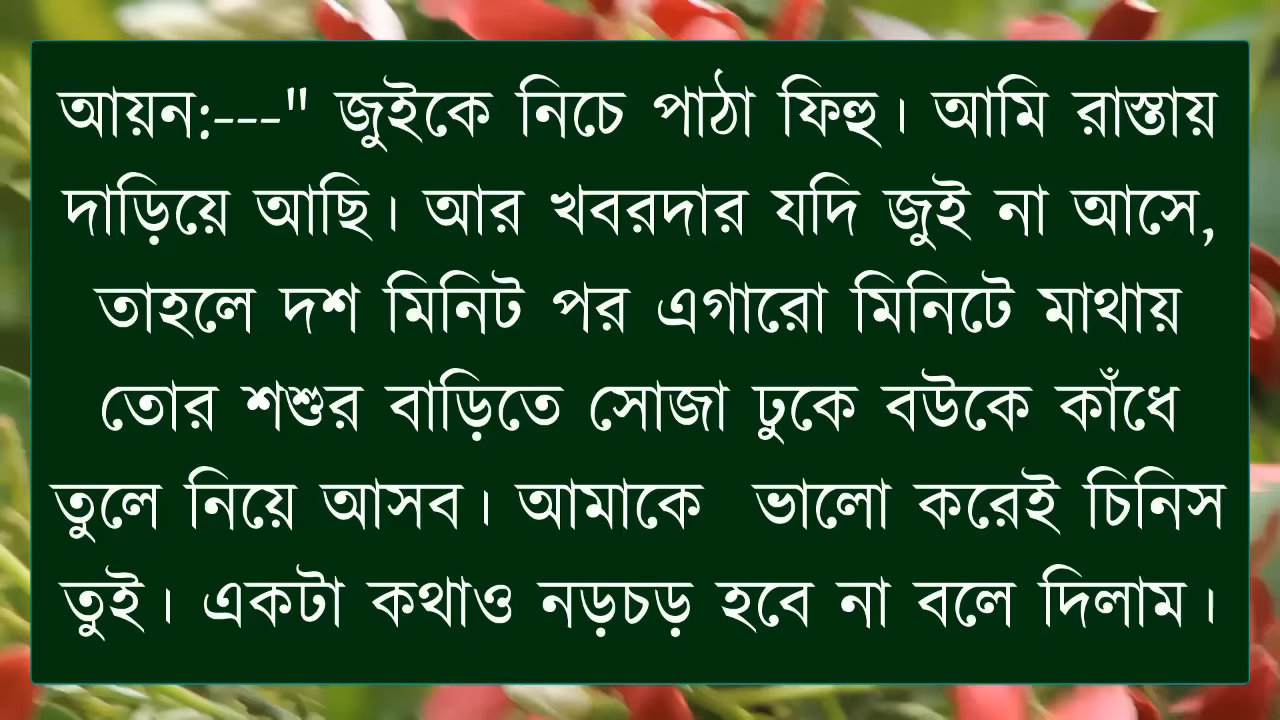 আয়ন:---" জুইকে নিচে পাঠা ফিহু। আমি রাস্তায়
দাড়িয়ে আছি। আর খবরদার যদি জুই না আসে,
তাহলে দশ মিনিট পর এগারো মিনিটে মাথায়
তোর শশুর বাড়িতে সোজা ঢুকে বউকে কাঁধে
তুলে নিয়ে আসব। আমাকে  ভালো করেই চিনিস
তুই। একটা কথাও নড়চড় হবে না বলে দিলাম।